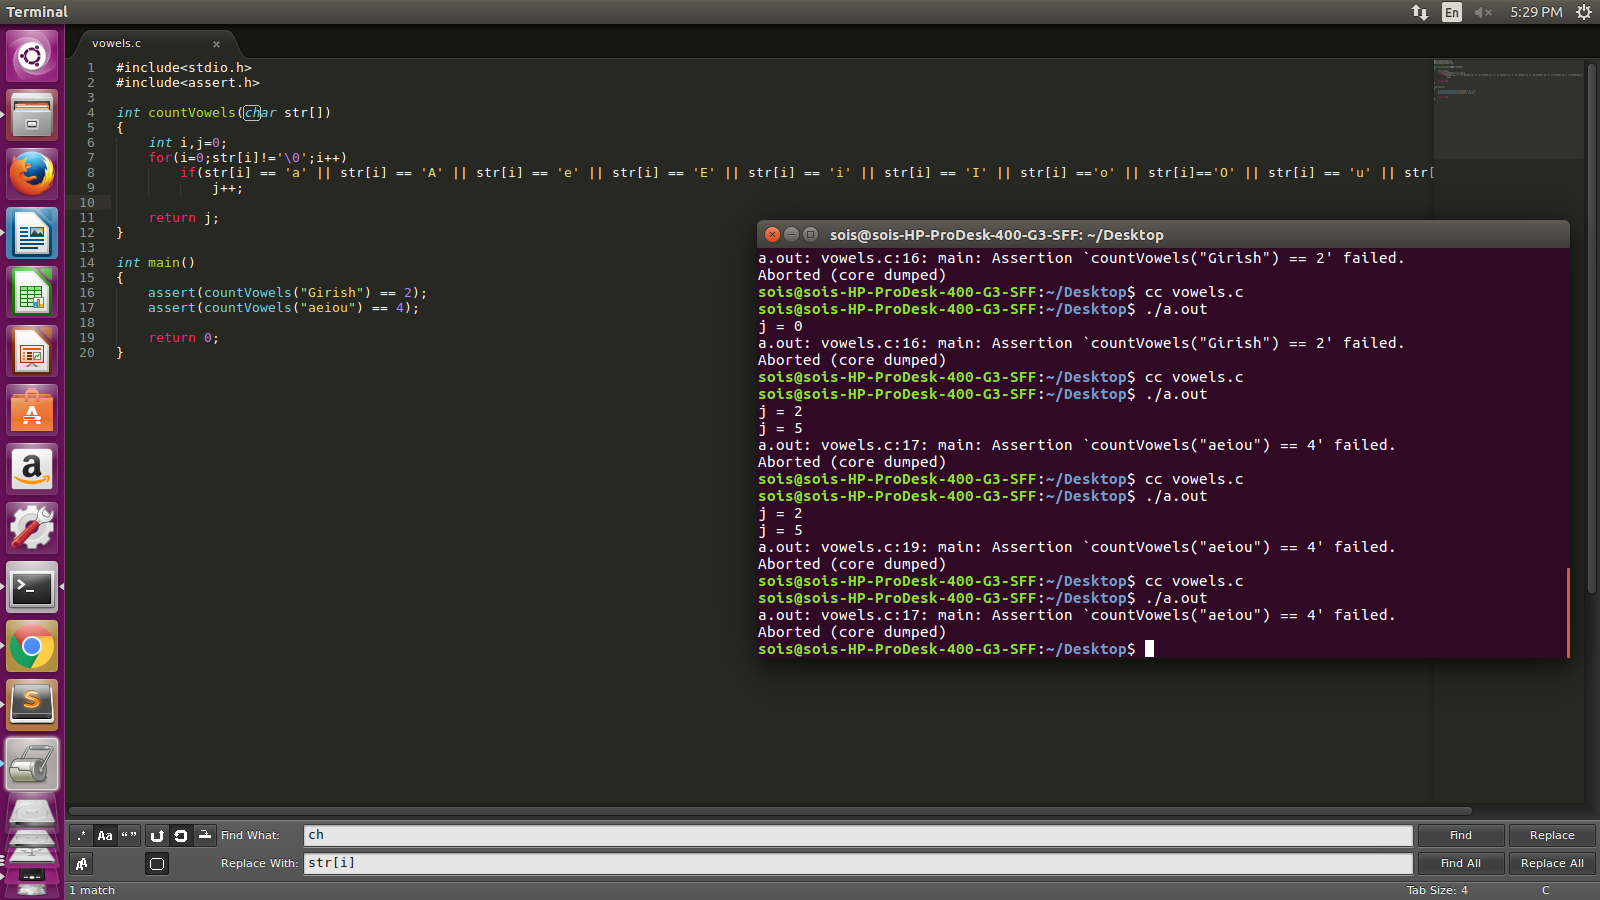 Terminal
En
5:29 PM
vowels.c ×
1 #include<stdio.h>
2 #include<assert.h>
3
4 int countVowels(char str[])
5 {
6 int i,j=0;
7 for(i=0;str[i]!='\0';i++)
8 if(str[i] == 'a' || str[i] == 'A' || str[i] == 'e' || str[i] == 'E' || str[i] == 'i' || str[i] == 'I' || str[i] =='o' || str[i]=='O' || str[i] == 'u' || str[
9 j++;
10
11 return j;
12 }
13
14 int main()
15 {
16 assert(countVowels("Girish") == 2);
17 assert(countVowels("aeiou") == 4);
18
19 return 0;
20 }
sois@sois-HP-ProDesk-400-G3-SFF: ~/Desktop
a.out: vowels.c:16: main: Assertion `countVowels("Girish") == 2' failed.
Aborted (core dumped)
sois@sois-HP-ProDesk-400-G3-SFF:~/Desktop$ cc vowels.c
sois@sois-HP-ProDesk-400-G3-SFF:~/Desktop$ ./a.out
j = 0
a.out: vowels.c:16: main: Assertion `countVowels("Girish") == 2' failed.
Aborted (core dumped)
sois@sois-HP-ProDesk-400-G3-SFF:~/Desktop$ cc vowels.c
sois@sois-HP-ProDesk-400-G3-SFF:~/Desktop$ ./a.out
j = 2
j = 5
a.out: vowels.c:17: main: Assertion `countVowels("aeiou") == 4' failed.
Aborted (core dumped)
sois@sois-HP-ProDesk-400-G3-SFF:~/Desktop$ cc vowels.c
sois@sois-HP-ProDesk-400-G3-SFF:~/Desktop$ ./a.out
j = 2
j = 5
a.out: vowels.c:19: main: Assertion `countVowels("aeiou") == 4' failed.
Aborted (core dumped)
sois@sois-HP-ProDesk-400-G3-SFF:~/Desktop$ cc vowels.c
sois@sois-HP-ProDesk-400-G3-SFF:~/Desktop$ ./a.out
a.out: vowels.c:17: main: Assertion `countVowels("aeiou") == 4' failed.
Aborted (core dumped)
sois@sois-HP-ProDesk-400-G3-SFF:~/Desktop$
.* Aa “ ” Find What: ch Find Replace
Replace With: str[i] Find All Replace All
1 match Tab Size: 4 C